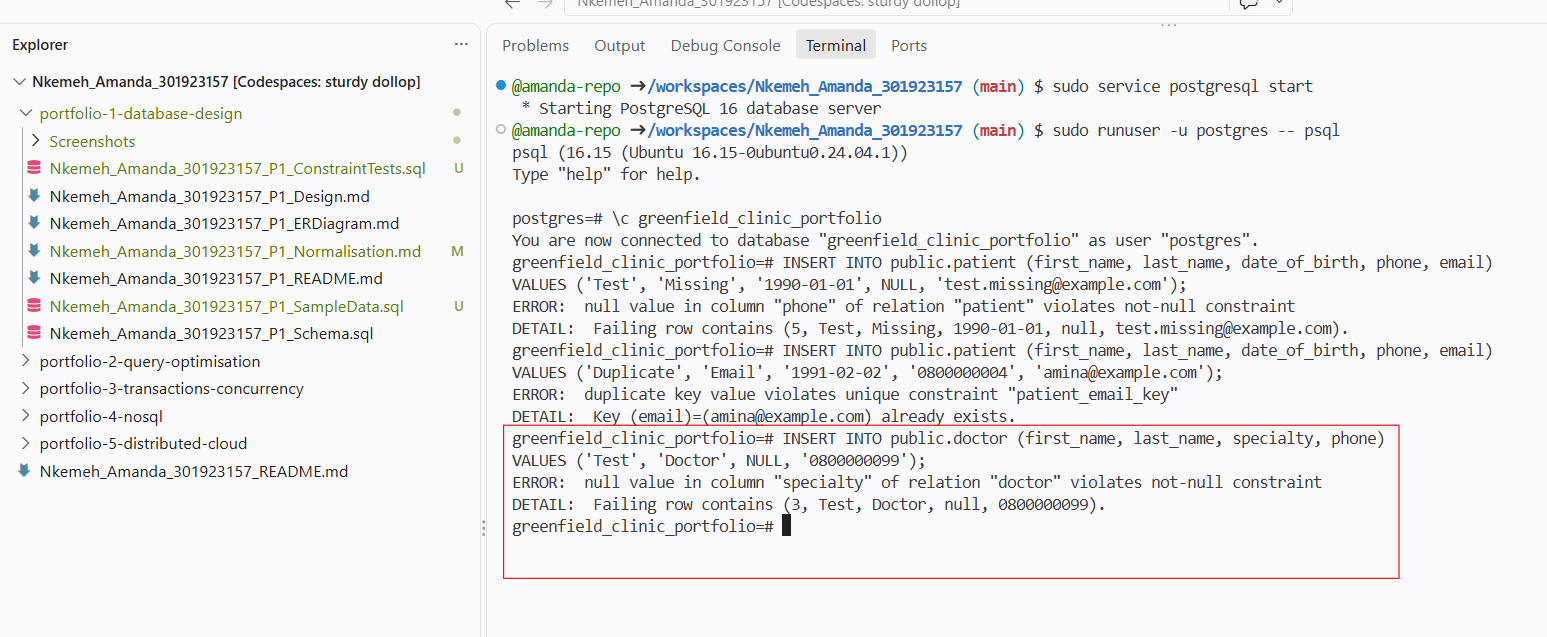 Nkemeh_Amanda_301923157 [Codespaces: sturdy dollop]
Explorer
Nkemeh_Amanda_301923157 [Codespaces: sturdy dollop]
portfolio-1-database-design
Screenshots
Nkemeh_Amanda_301923157_P1_ConstraintTests.sql U
Nkemeh_Amanda_301923157_P1_Design.md
Nkemeh_Amanda_301923157_P1_ERDiagram.md
Nkemeh_Amanda_301923157_P1_Normalisation.md M
Nkemeh_Amanda_301923157_P1_README.md
Nkemeh_Amanda_301923157_P1_SampleData.sql U
Nkemeh_Amanda_301923157_P1_Schema.sql
portfolio-2-query-optimisation
portfolio-3-transactions-concurrency
portfolio-4-nosql
portfolio-5-distributed-cloud
Nkemeh_Amanda_301923157_README.md
Problems Output Debug Console Terminal Ports
@amanda-repo ➜/workspaces/Nkemeh_Amanda_301923157 (main) $ sudo service postgresql start
* Starting PostgreSQL 16 database server
@amanda-repo ➜/workspaces/Nkemeh_Amanda_301923157 (main) $ sudo runuser -u postgres -- psql
psql (16.15 (Ubuntu 16.15-0ubuntu0.24.04.1))
Type "help" for help.
postgres=# \c greenfield_clinic_portfolio
You are now connected to database "greenfield_clinic_portfolio" as user "postgres".
greenfield_clinic_portfolio=# INSERT INTO public.patient (first_name, last_name, date_of_birth, phone, email)
VALUES ('Test', 'Missing', '1990-01-01', NULL, 'test.missing@example.com');
ERROR:  null value in column "phone" of relation "patient" violates not-null constraint
DETAIL:  Failing row contains (5, Test, Missing, 1990-01-01, null, test.missing@example.com).
greenfield_clinic_portfolio=# INSERT INTO public.patient (first_name, last_name, date_of_birth, phone, email)
VALUES ('Duplicate', 'Email', '1991-02-02', '0800000004', 'amina@example.com');
ERROR:  duplicate key value violates unique constraint "patient_email_key"
DETAIL:  Key (email)=(amina@example.com) already exists.
greenfield_clinic_portfolio=# INSERT INTO public.doctor (first_name, last_name, specialty, phone)
VALUES ('Test', 'Doctor', NULL, '0800000099');
ERROR:  null value in column "specialty" of relation "doctor" violates not-null constraint
DETAIL:  Failing row contains (3, Test, Doctor, null, 0800000099).
greenfield_clinic_portfolio=#